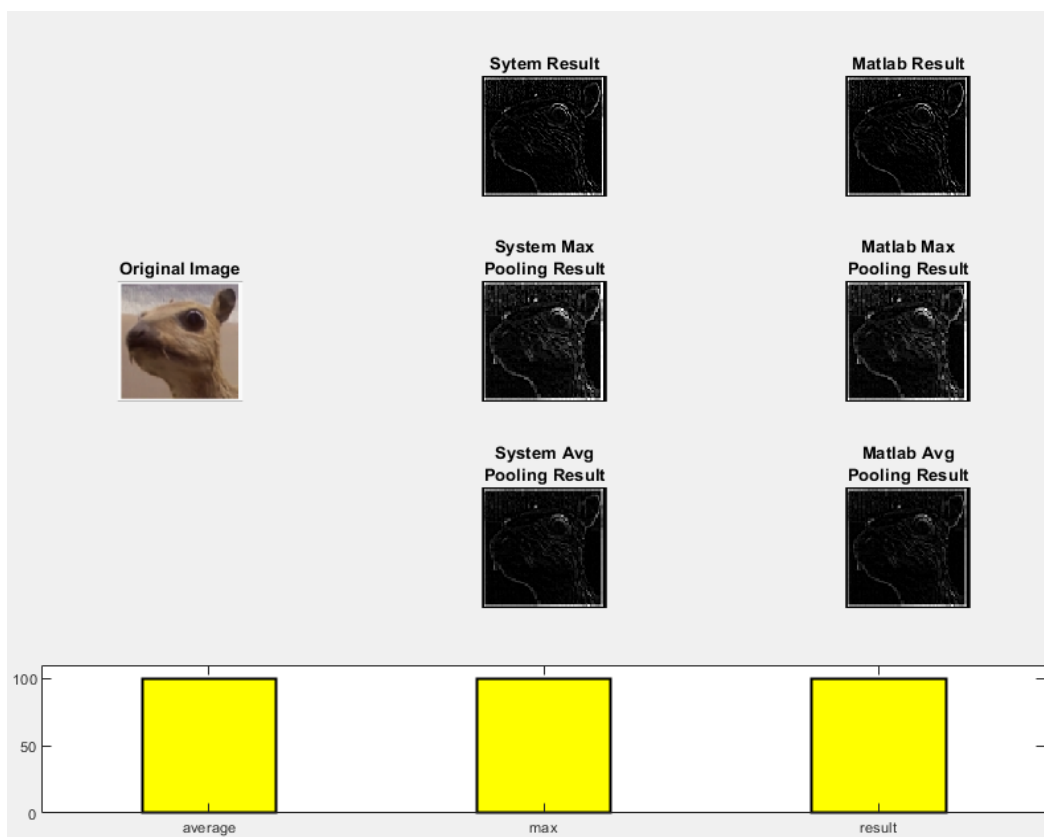 Sytem Result
Matlab Result
Original Image
System Max
Pooling Result
Matlab Max
Pooling Result
System Avg
Pooling Result
Matlab Avg
Pooling Result
100
50
0
average
max
result